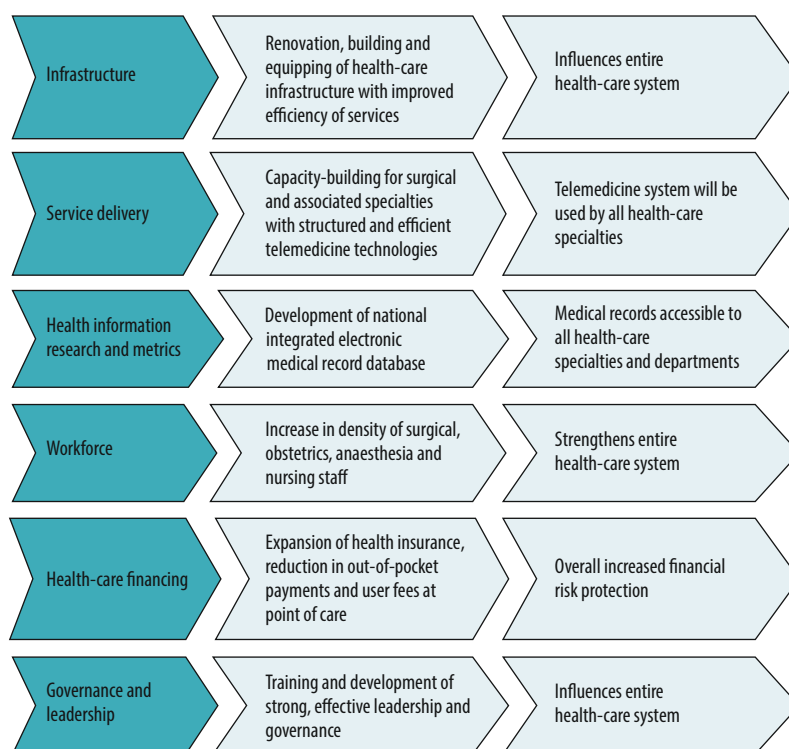 Infrastructure
Renovation, building and
equipping of health-care
infrastructure with improved
efficiency of services
Influences entire
health-care system
Service delivery
Capacity-building for surgical
and associated specialties
with structured and efficient
telemedicine technologies
Telemedicine system will be
used by all health-care
specialties
Health information
research and metrics
Development of national
integrated electronic
medical record database
Medical records accessible to
all health-care
specialties and departments
Workforce
Increase in density of surgical,
obstetrics, anaesthesia and
nursing staff
Strengthens entire
health-care system
Health-care financing
Expansion of health insurance,
reduction in out-of-pocket
payments and user fees at
point of care
Overall increased financial
risk protection
Governance and
leadership
Training and development of
strong, effective leadership and
governance
Influences entire
health-care system